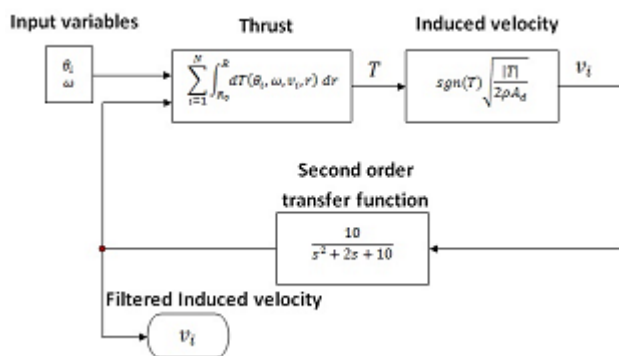 Input variables
Thrust
Induced velocity
θᵢ
ω
∑ᵢ₌₁ᴺ ∫_{R₀}^{R} dT(θᵢ, ω, vᵢ, r) dr
T
sgn(T) √(|T| / 2ρA_d)
vᵢ
Second order
transfer function
10 / (s² + 2s + 10)
Filtered Induced velocity
vᵢ